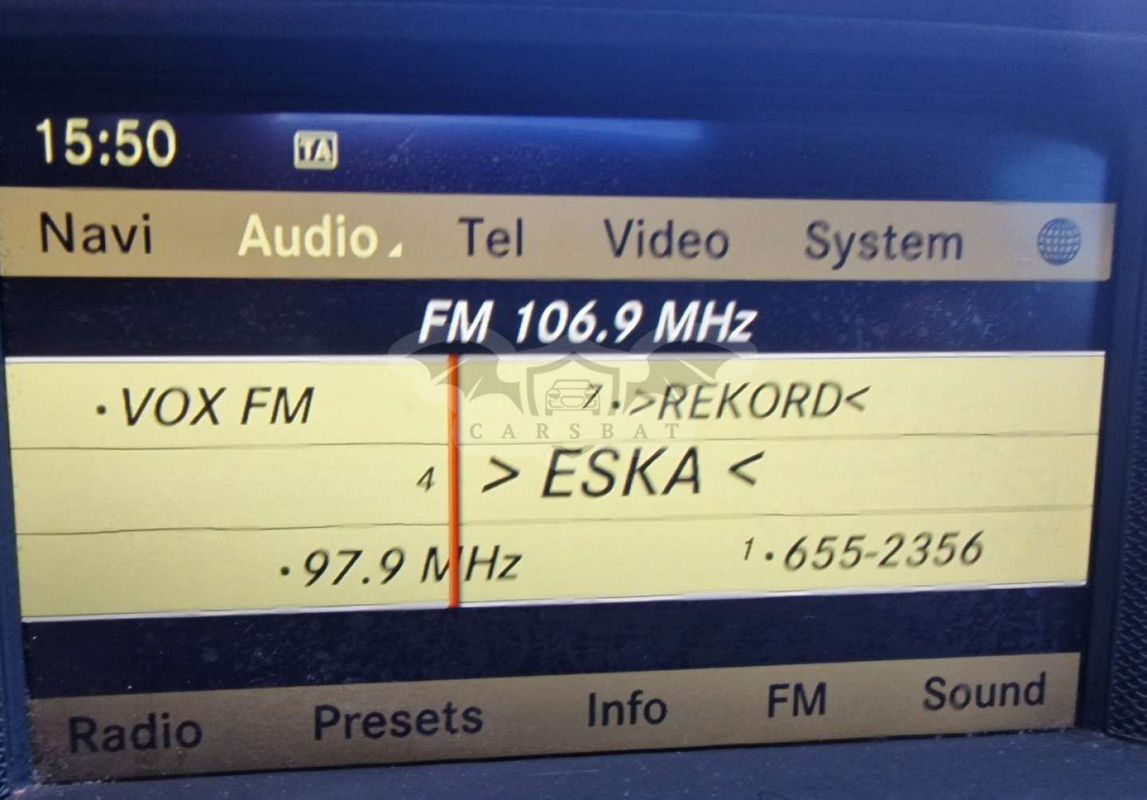 15:50 TA
Navi Audio Tel Video System
FM 106.9 MHz
·VOX FM 7·>REKORD<
CARSBAT
4 > ESKA <
·97.9 MHz 1·655-2356
Radio Presets Info FM Sound